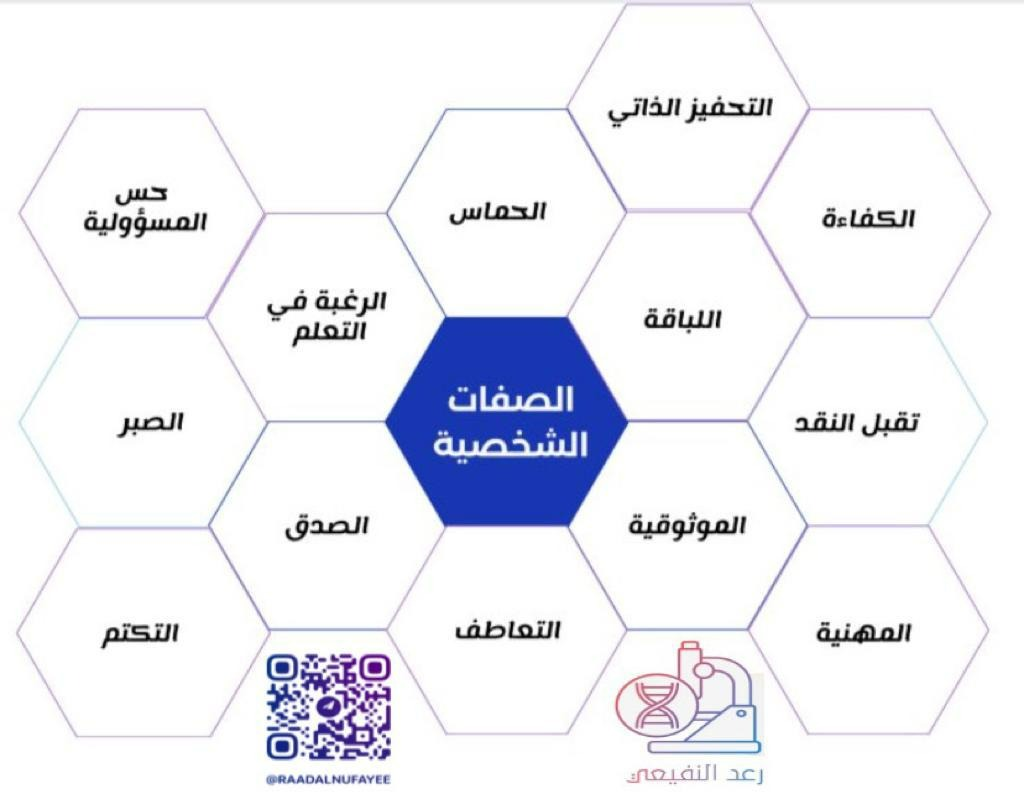 التحفيز الذاتي
الكفاءة
الحماس
حس
المسؤولية
اللباقة
الرغبة في
التعلم
الصفات
الشخصية
تقبل النقد
الصبر
الموثوقية
الصدق
المهنية
التعاطف
التكتم
@RAADALNUFAYEE
رعد النفيعي